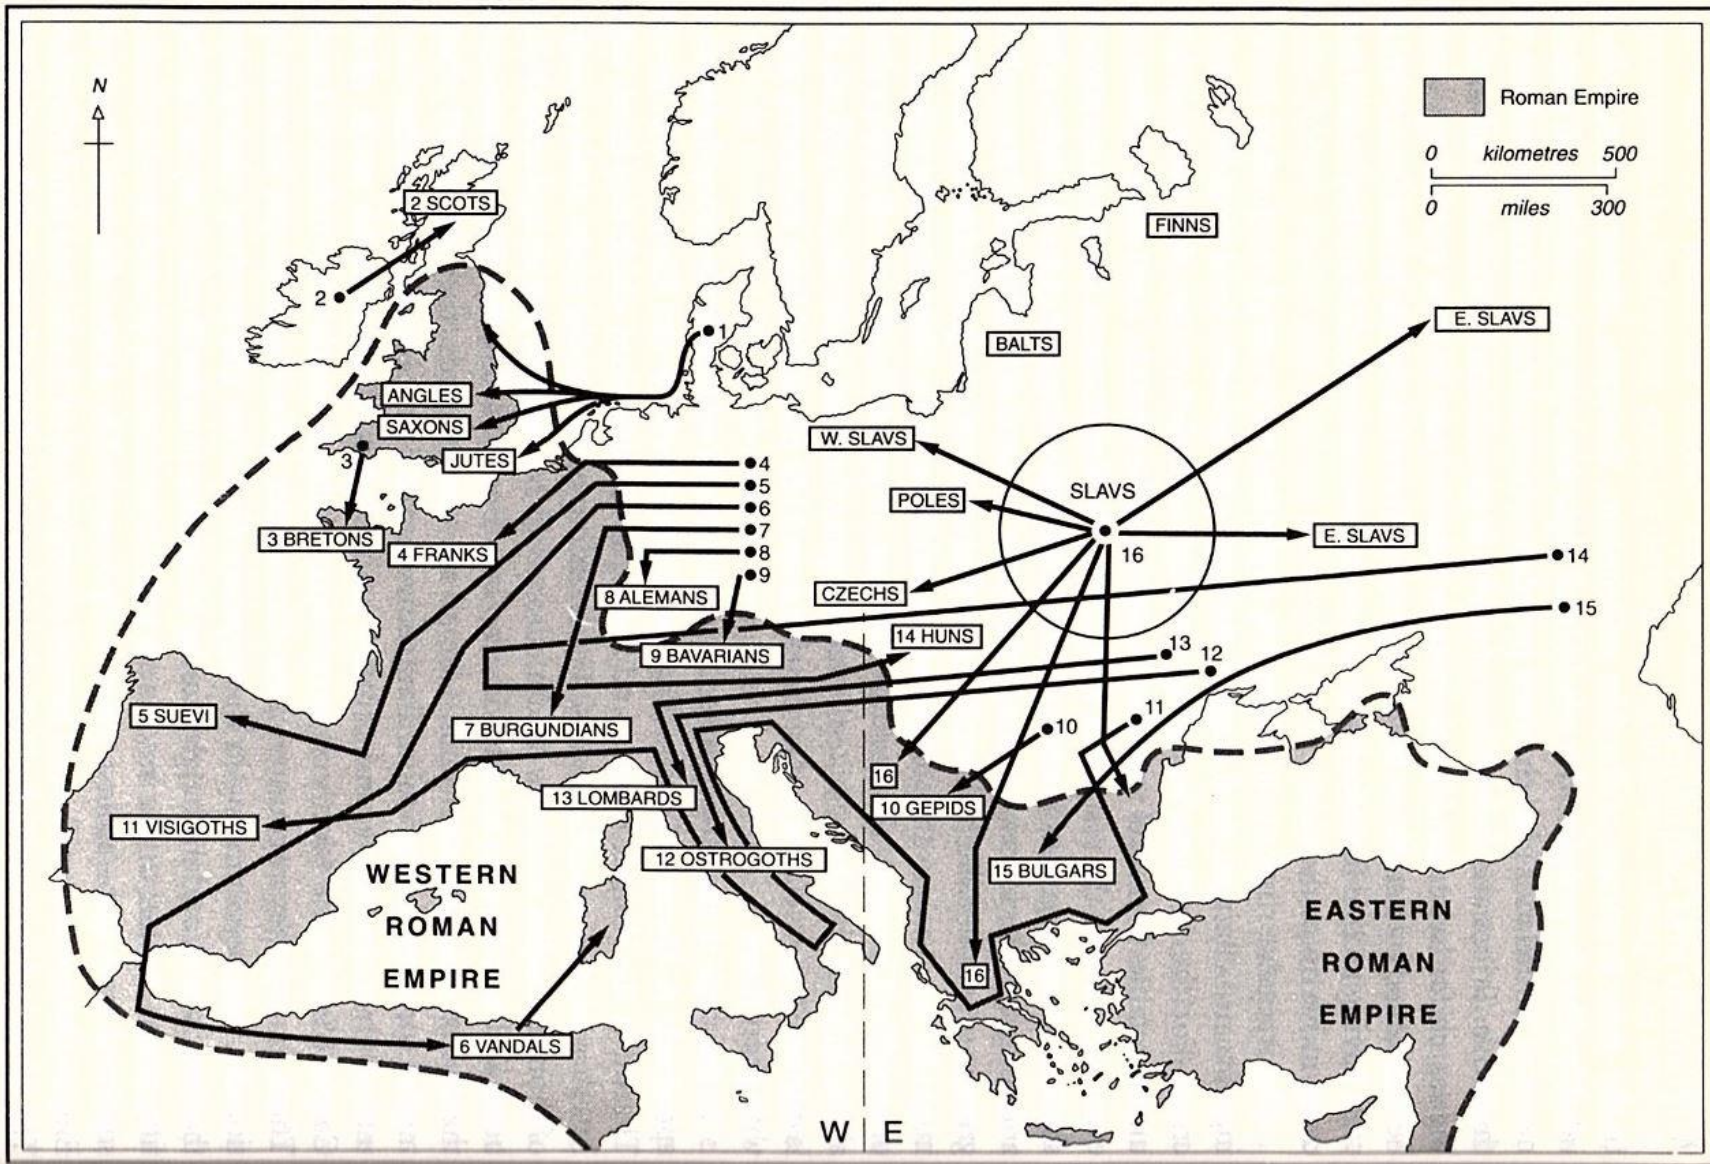 N
Roman Empire
0 kilometres 500
0 miles 300
2 SCOTS
FINNS
2
1
E. SLAVS
BALTS
ANGLES
SAXONS
W. SLAVS
3
JUTES
4
5
SLAVS
POLES
6
3 BRETONS
7
E. SLAVS
4 FRANKS
8
16
14
9
8 ALEMANS
CZECHS
15
14 HUNS
13
9 BAVARIANS
12
5 SUEVI
11
7 BURGUNDIANS
10
16
13 LOMBARDS
10 GEPIDS
11 VISIGOTHS
12 OSTROGOTHS
15 BULGARS
WESTERN
ROMAN
EMPIRE
EASTERN
ROMAN
EMPIRE
16
6 VANDALS
W E